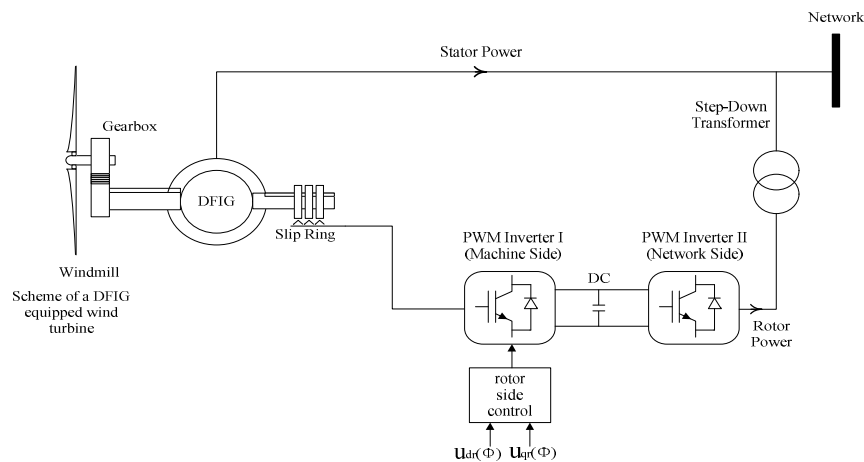 Network
Stator Power
Step-Down
Transformer
Gearbox
DFIG
Slip Ring
PWM Inverter I
(Machine Side)
PWM Inverter II
(Network Side)
DC
Windmill
Scheme of a DFIG
equipped wind
turbine
Rotor
Power
rotor
side
control
udr(Φ) uqr(Φ)